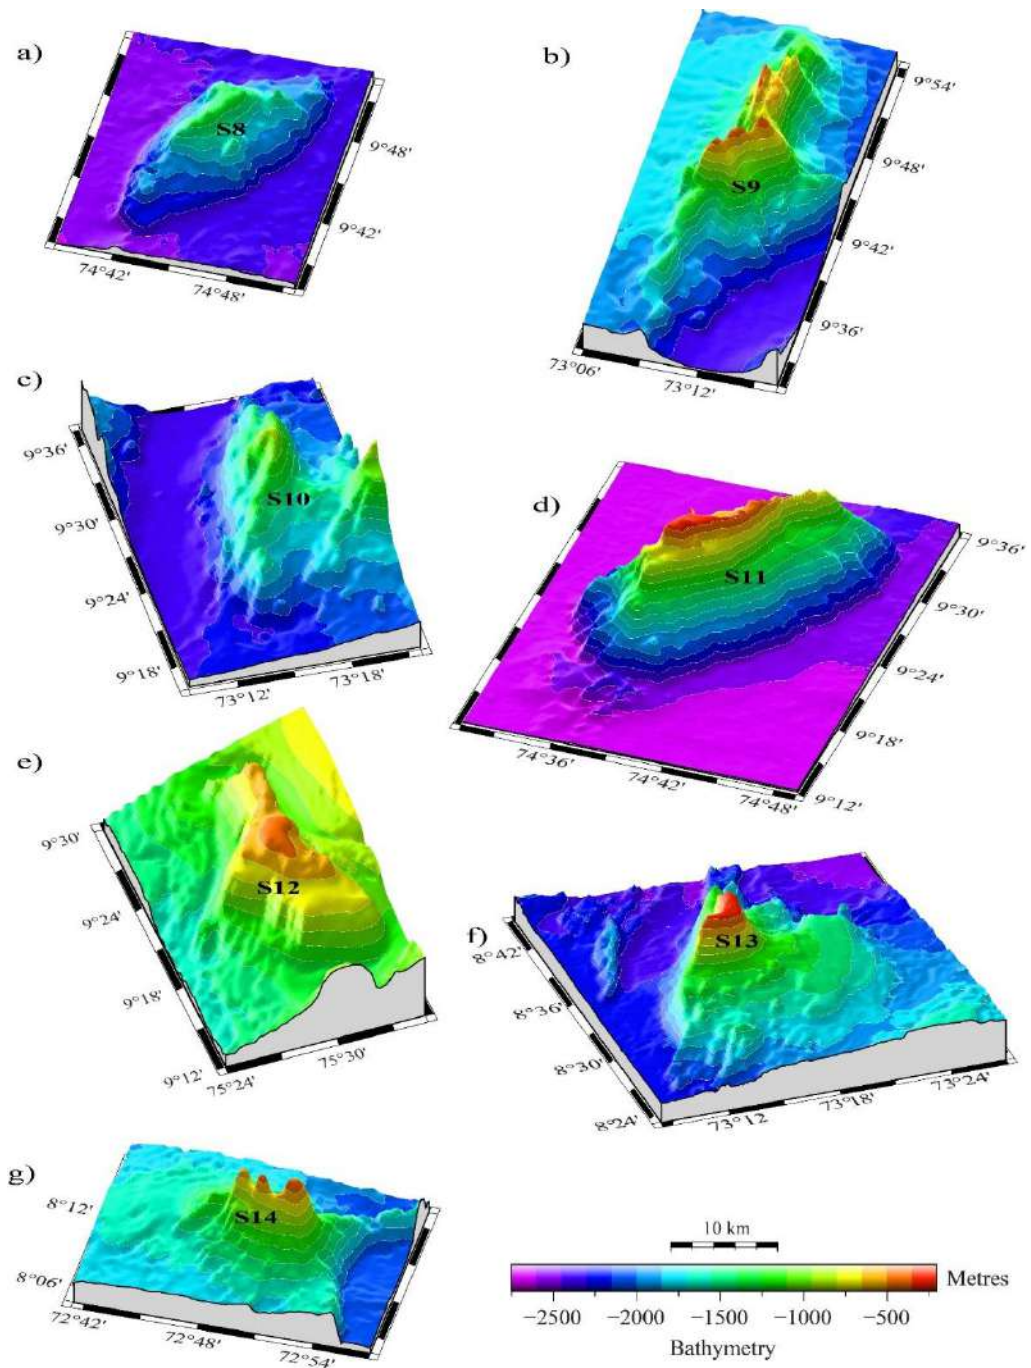 a)
S8
9°48'
9°42'
74°42'
74°48'
b)
S9
9°54'
9°48'
9°42'
9°36'
73°06'
73°12'
c)
S10
9°36'
9°30'
9°24'
9°18'
73°12'
73°18'
d)
S11
9°36'
9°30'
9°24'
9°18'
9°12'
74°36'
74°42'
74°48'
e)
S12
9°30'
9°24'
9°18'
9°12'
75°24'
75°30'
f)
S13
8°42'
8°36'
8°30'
8°24'
73°12'
73°18'
73°24'
g)
S14
8°12'
8°06'
72°42'
72°48'
72°54'
10 km
Metres
−2500 −2000 −1500 −1000 −500
Bathymetry